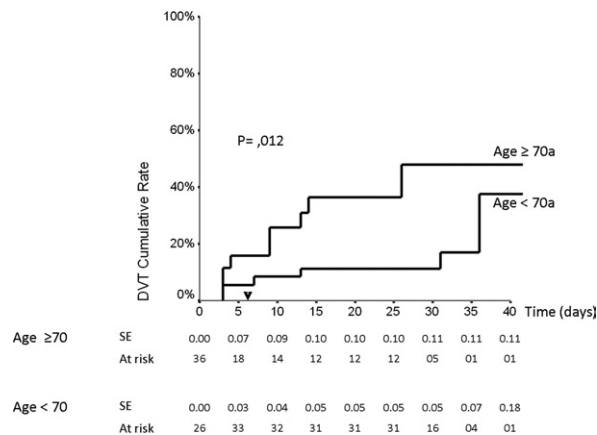 100%
80%
60%
40%
20%
0%
DVT Cumulative Rate
P= ,012
Age ≥ 70a
Age < 70a
0 5 10 15 20 25 30 35 40 Time (days)
Age ≥70 SE 0.00 0.07 0.09 0.10 0.10 0.10 0.11 0.11 0.11
At risk 36 18 14 12 12 12 05 01 01
Age < 70 SE 0.00 0.03 0.04 0.05 0.05 0.05 0.05 0.07 0.18
At risk 26 33 32 31 31 31 16 04 01